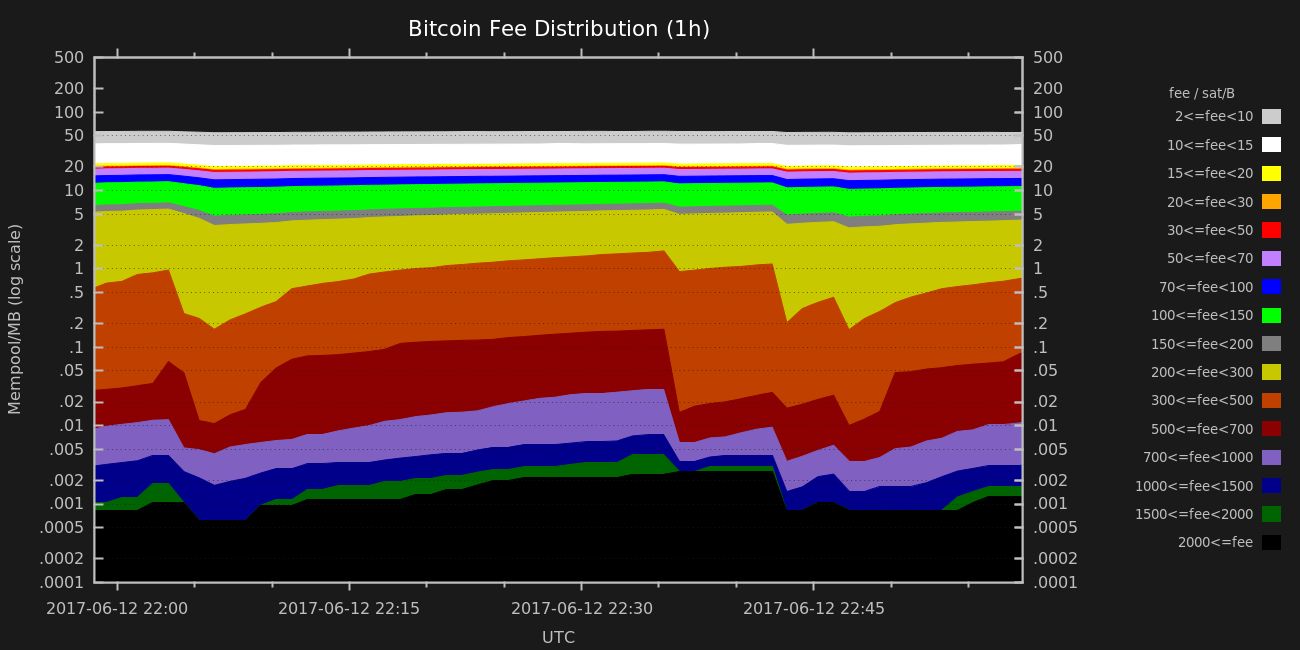 Bitcoin Fee Distribution (1h)
500
200
100
50
20
10
5
2
1
.5
.2
.1
.05
.02
.01
.005
.002
.001
.0005
.0002
.0001
Mempool/MB (log scale)
500
200
100
50
20
10
5
2
1
.5
.2
.1
.05
.02
.01
.005
.002
.001
.0005
.0002
.0001
2017-06-12 22:00
2017-06-12 22:15
2017-06-12 22:30
2017-06-12 22:45
UTC
fee / sat/B
2<=fee<10
10<=fee<15
15<=fee<20
20<=fee<30
30<=fee<50
50<=fee<70
70<=fee<100
100<=fee<150
150<=fee<200
200<=fee<300
300<=fee<500
500<=fee<700
700<=fee<1000
1000<=fee<1500
1500<=fee<2000
2000<=fee